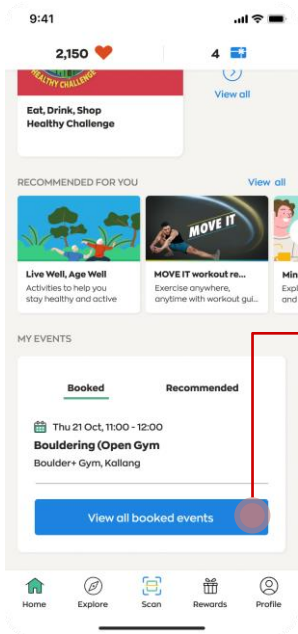 9:41
2,150
4
HEALTHY CHALLENGE
View all
Eat, Drink, Shop
Healthy Challenge
RECOMMENDED FOR YOU
View all
MOVE IT
Live Well, Age Well
Activities to help you
stay healthy and active
MOVE IT workout re...
Exercise anywhere,
anytime with workout gui...
Min
Expl
and
MY EVENTS
Booked
Recommended
Thu 21 Oct, 11:00 - 12:00
Bouldering (Open Gym
Boulder+ Gym, Kallang
View all booked events
Home
Explore
Scan
Rewards
Profile